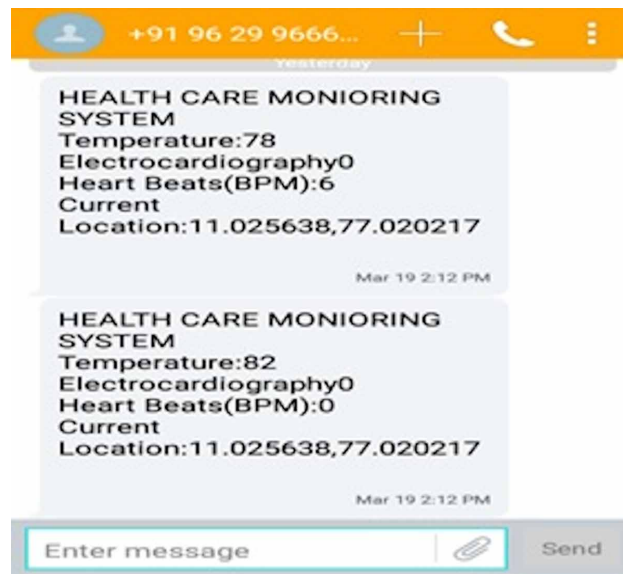 +91 96 29 9666...
Yesterday
HEALTH CARE MONIORING
SYSTEM
Temperature:78
Electrocardiography0
Heart Beats(BPM):6
Current
Location:11.025638,77.020217
Mar 19 2:12 PM
HEALTH CARE MONIORING
SYSTEM
Temperature:82
Electrocardiography0
Heart Beats(BPM):0
Current
Location:11.025638,77.020217
Mar 19 2:12 PM
Enter message
Send